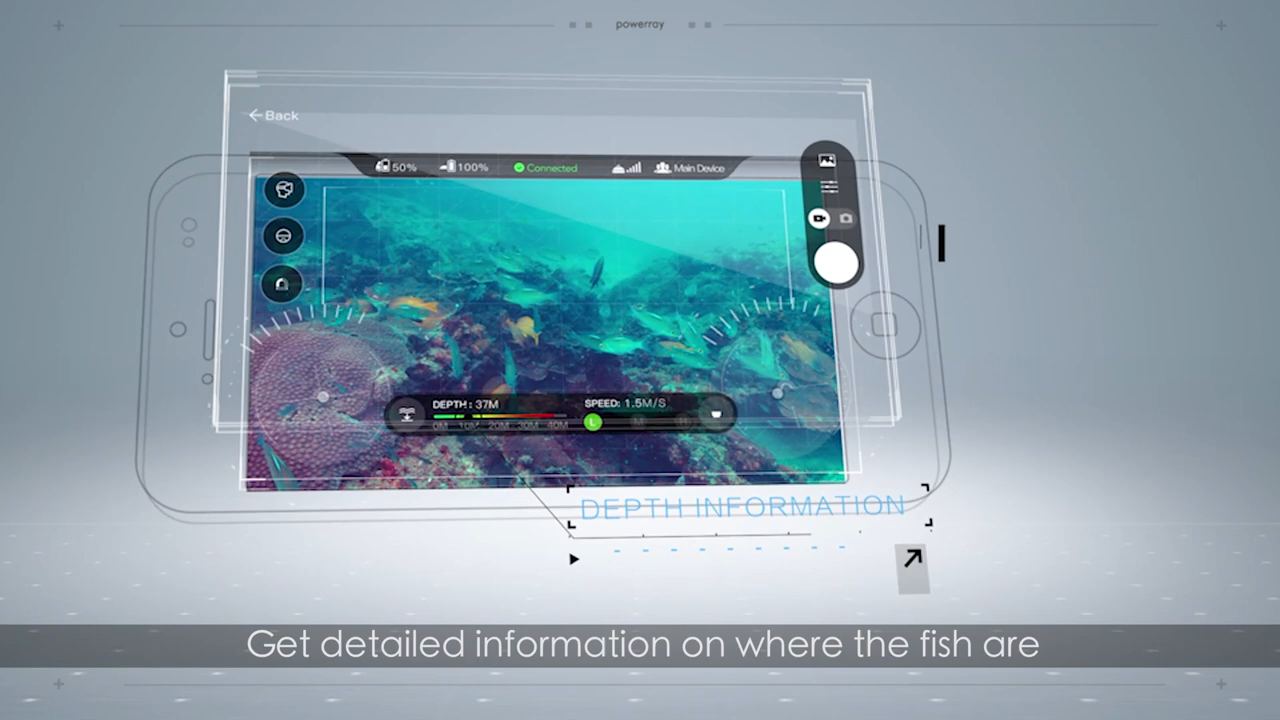 powerray
Back
50%
100%
Connected
Main Device
DEPTH: 37M
0M 10M 20M 30M 40M
SPEED: 1.5M/S
L M H
DEPTH INFORMATION
Get detailed information on where the fish are